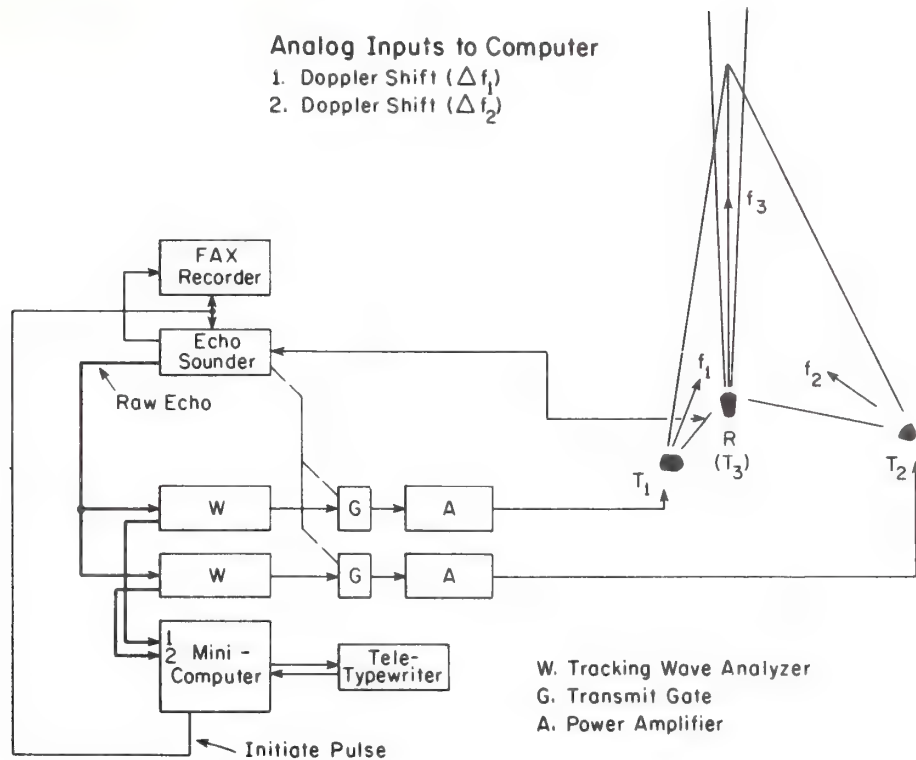 Analog Inputs to Computer
1. Doppler Shift (Δf1)
2. Doppler Shift (Δf2)
f3
FAX
Recorder
Echo
Sounder
Raw Echo
f1
f2
R
(T3)
T1
T2
W
G
A
W
G
A
1
2
Mini-
Computer
Tele-
Typewriter
Initiate Pulse
W. Tracking Wave Analyzer
G. Transmit Gate
A. Power Amplifier